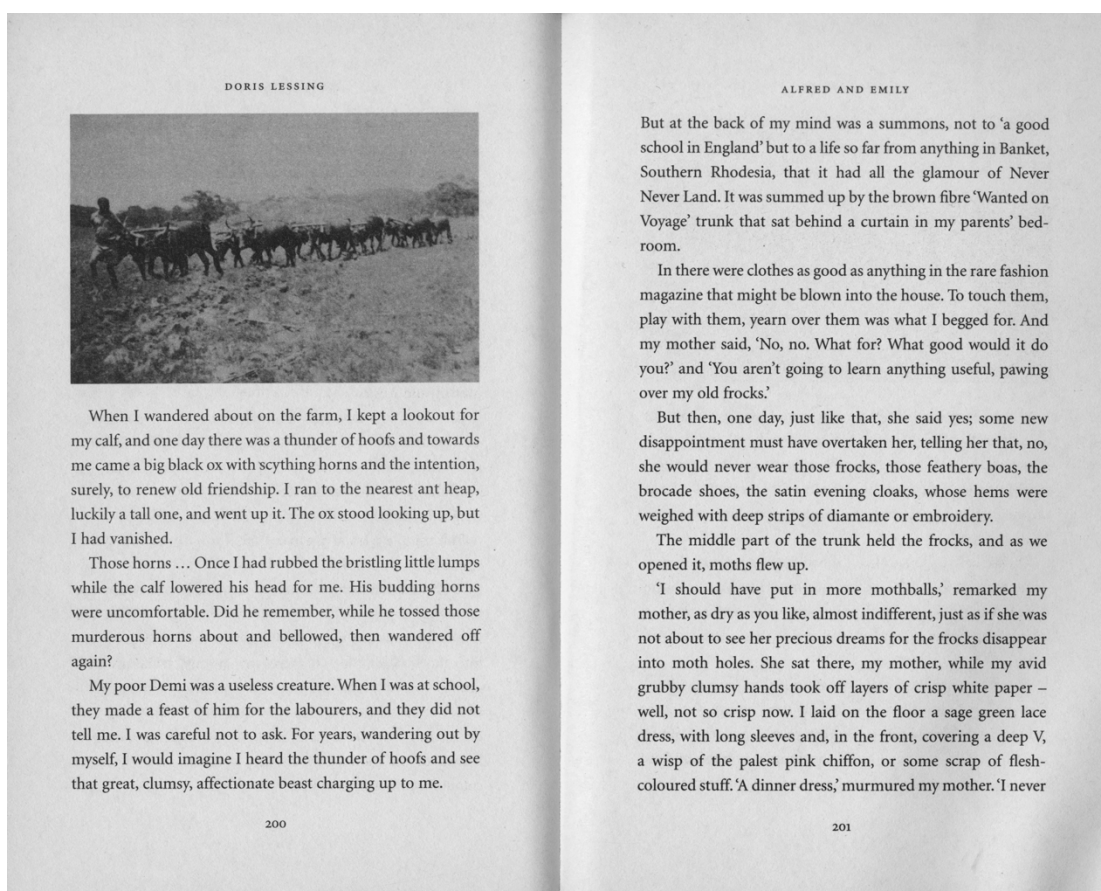 DORIS LESSING
When I wandered about on the farm, I kept a lookout for
my calf, and one day there was a thunder of hoofs and towards
me came a big black ox with scything horns and the intention,
surely, to renew old friendship. I ran to the nearest ant heap,
luckily a tall one, and went up it. The ox stood looking up, but
I had vanished.
Those horns … Once I had rubbed the bristling little lumps
while the calf lowered his head for me. His budding horns
were uncomfortable. Did he remember, while he tossed those
murderous horns about and bellowed, then wandered off
again?
My poor Demi was a useless creature. When I was at school,
they made a feast of him for the labourers, and they did not
tell me. I was careful not to ask. For years, wandering out by
myself, I would imagine I heard the thunder of hoofs and see
that great, clumsy, affectionate beast charging up to me.
200
ALFRED AND EMILY
But at the back of my mind was a summons, not to ‘a good
school in England’ but to a life so far from anything in Banket,
Southern Rhodesia, that it had all the glamour of Never
Never Land. It was summed up by the brown fibre ‘Wanted on
Voyage’ trunk that sat behind a curtain in my parents’ bed-
room.
In there were clothes as good as anything in the rare fashion
magazine that might be blown into the house. To touch them,
play with them, yearn over them was what I begged for. And
my mother said, ‘No, no. What for? What good would it do
you?’ and ‘You aren’t going to learn anything useful, pawing
over my old frocks.’
But then, one day, just like that, she said yes; some new
disappointment must have overtaken her, telling her that, no,
she would never wear those frocks, those feathery boas, the
brocade shoes, the satin evening cloaks, whose hems were
weighed with deep strips of diamante or embroidery.
The middle part of the trunk held the frocks, and as we
opened it, moths flew up.
‘I should have put in more mothballs,’ remarked my
mother, as dry as you like, almost indifferent, just as if she was
not about to see her precious dreams for the frocks disappear
into moth holes. She sat there, my mother, while my avid
grubby clumsy hands took off layers of crisp white paper –
well, not so crisp now. I laid on the floor a sage green lace
dress, with long sleeves and, in the front, covering a deep V,
a wisp of the palest pink chiffon, or some scrap of flesh-
coloured stuff. ‘A dinner dress,’ murmured my mother. ‘I never
201